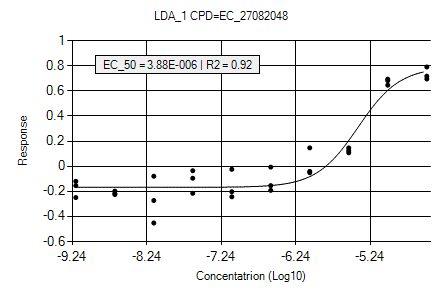 LDA_1 CPD=EC_27082048
EC_50 = 3.88E-006 | R2 = 0.92
1
0.8
0.6
0.4
0.2
0
-0.2
-0.4
-0.6
Response
-9.24 -8.24 -7.24 -6.24 -5.24
Concentatrion (Log10)